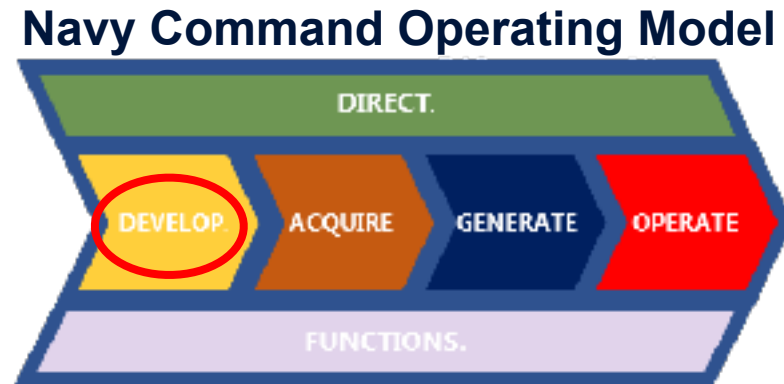 Navy Command Operating Model
DIRECT.
DEVELOP. ACQUIRE GENERATE OPERATE
FUNCTIONS.